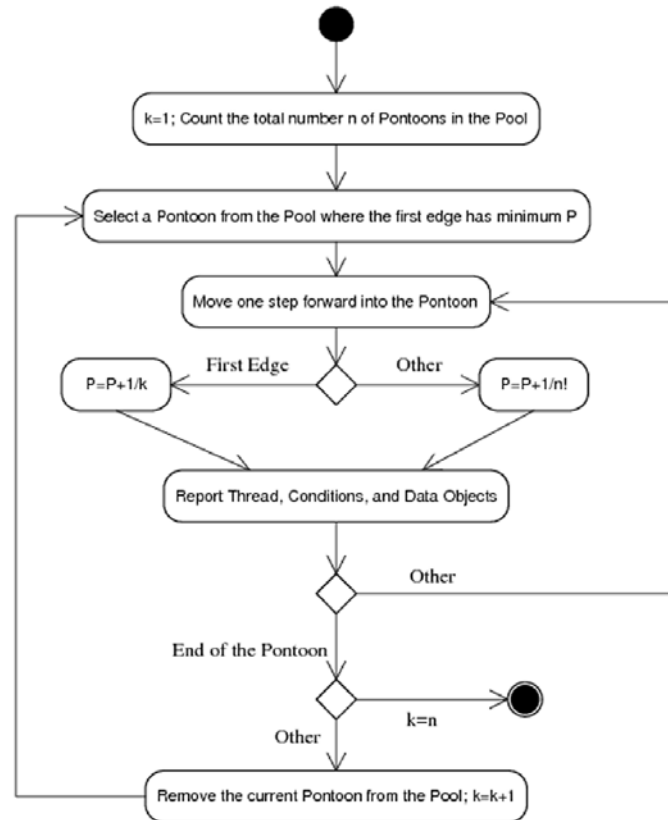 k=1; Count the total number n of Pontoons in the Pool
Select a Pontoon from the Pool where the first edge has minimum P
Move one step forward into the Pontoon
First Edge
Other
P=P+1/k
P=P+1/n!
Report Thread, Conditions, and Data Objects
Other
End of the Pontoon
k=n
Other
Remove the current Pontoon from the Pool; k=k+1